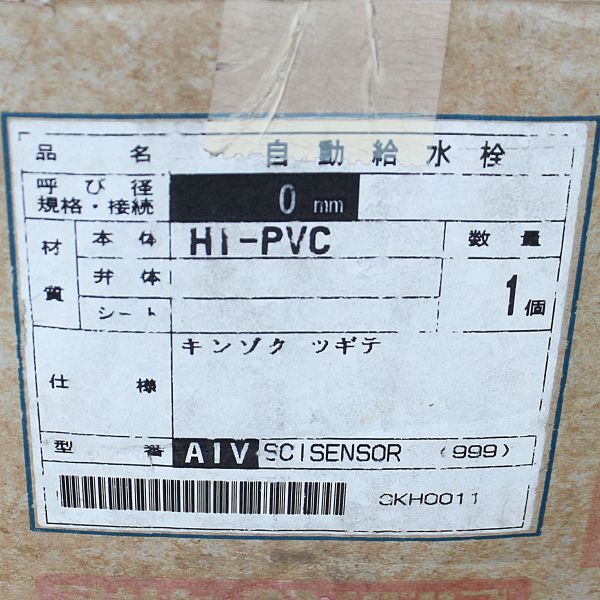 品名 自動給水栓
呼び径
規格・接続 0 mm
材質 本体 HI-PVC 数量
弁体 1個
シート
仕様 キンゾク ツギテ
型番 AIV SCISENSOR (999)
GKH0011